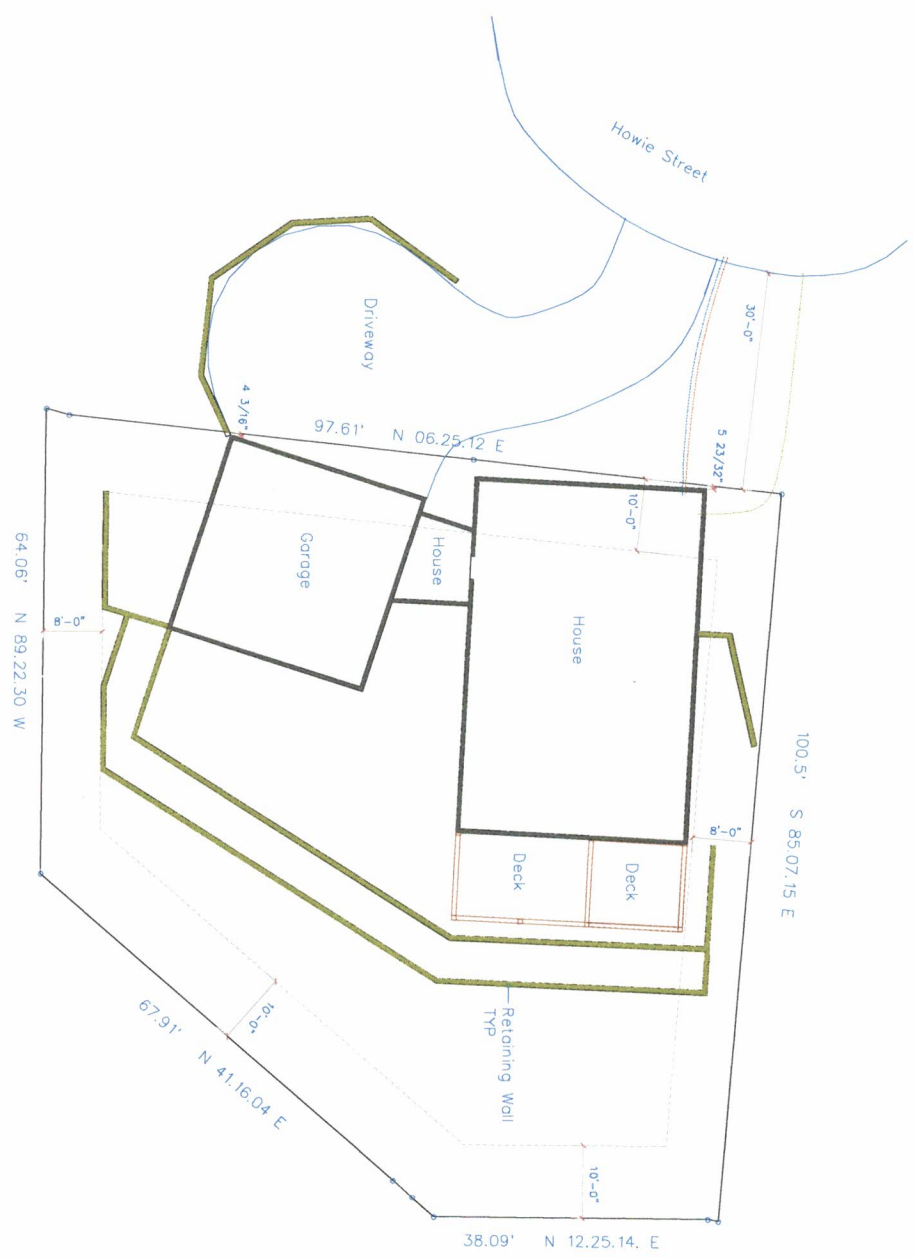 Howie Street
30'-0"
Driveway
4 3/16"
97.61'   N 06.25.12 E
5 23/32"
10'-0"
Garage
House
House
8'-0"
64.06'   N 89.22.30 W
100.5'   S 85.07.15 E
8'-0"
Deck
Deck
Retaining Wall
TYP
10'-0"
67.91'   N 41.16.04 E
10'-0"
38.09'   N 12.25.14. E